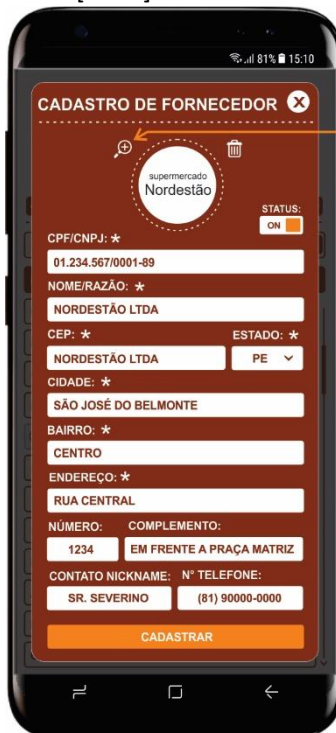 81% 15:10
CADASTRO DE FORNECEDOR
supermercado
Nordestão
STATUS:
ON
CPF/CNPJ: *
01.234.567/0001-89
NOME/RAZÃO: *
NORDESTÃO LTDA
CEP: * ESTADO: *
NORDESTÃO LTDA PE
CIDADE: *
SÃO JOSÉ DO BELMONTE
BAIRRO: *
CENTRO
ENDEREÇO: *
RUA CENTRAL
NÚMERO: COMPLEMENTO:
1234 EM FRENTE A PRAÇA MATRIZ
CONTATO NICKNAME: N° TELEFONE:
SR. SEVERINO (81) 90000-0000
CADASTRAR